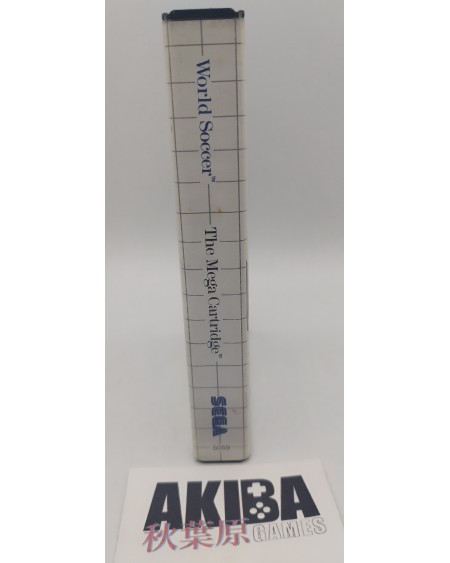 World Soccer™
The Mega Cartridge™
SEGA
AKIBA
秋葉原 GAMES